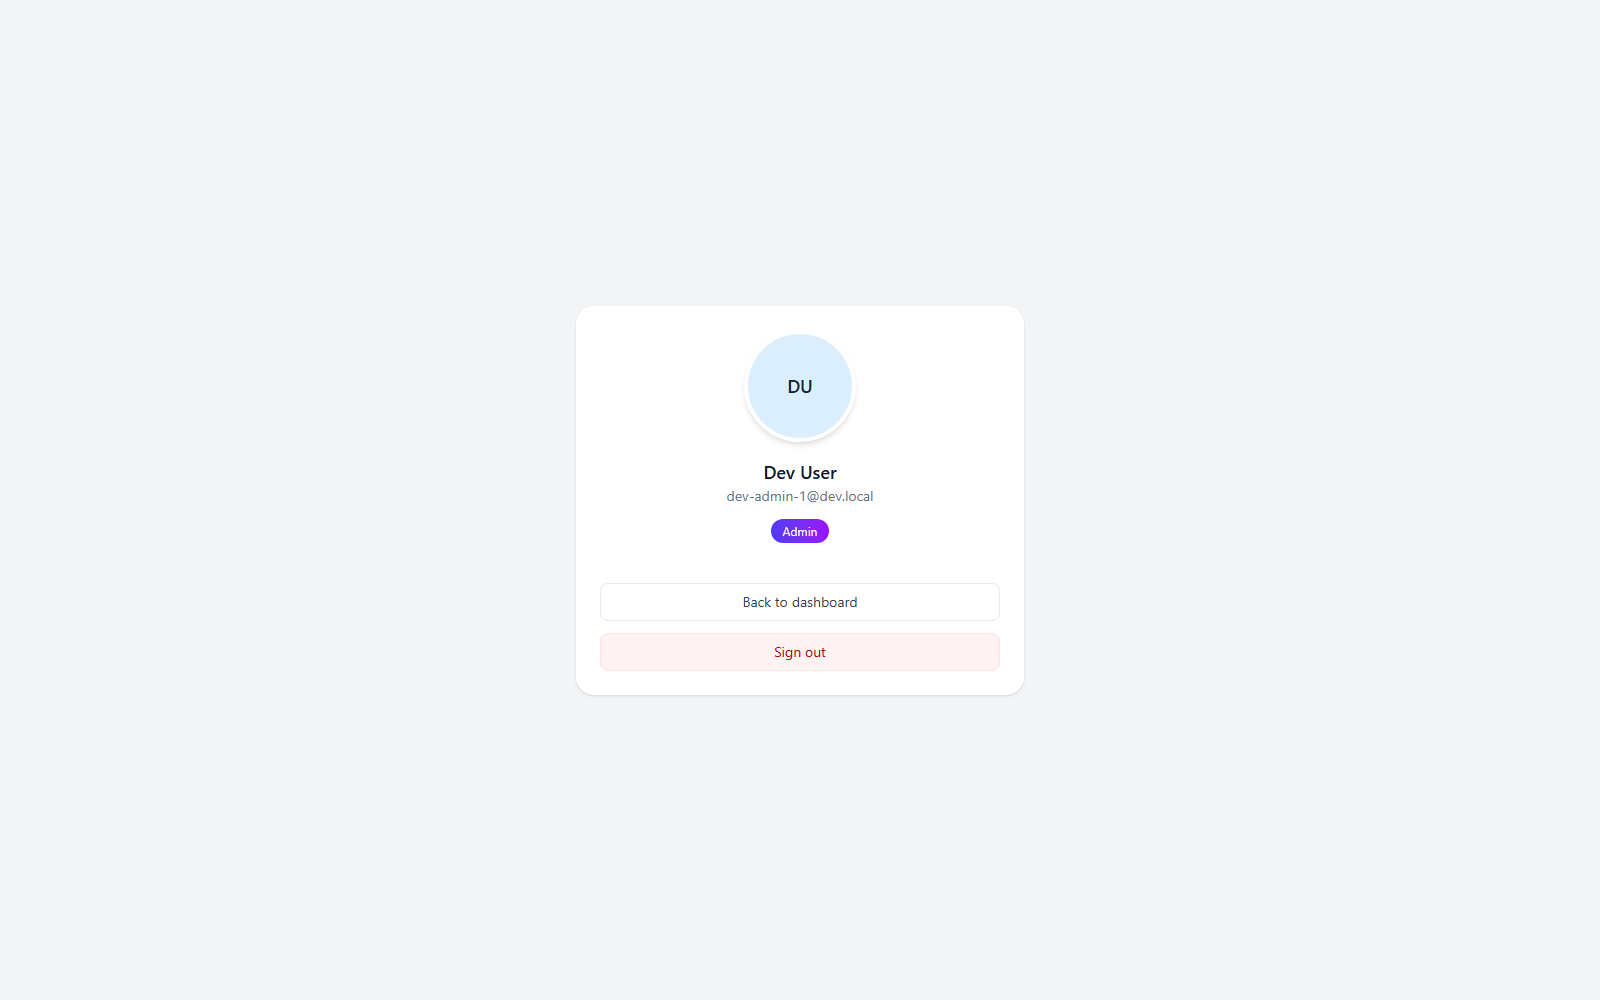 DU
Dev User
dev-admin-1@dev.local
Admin
Back to dashboard
Sign out